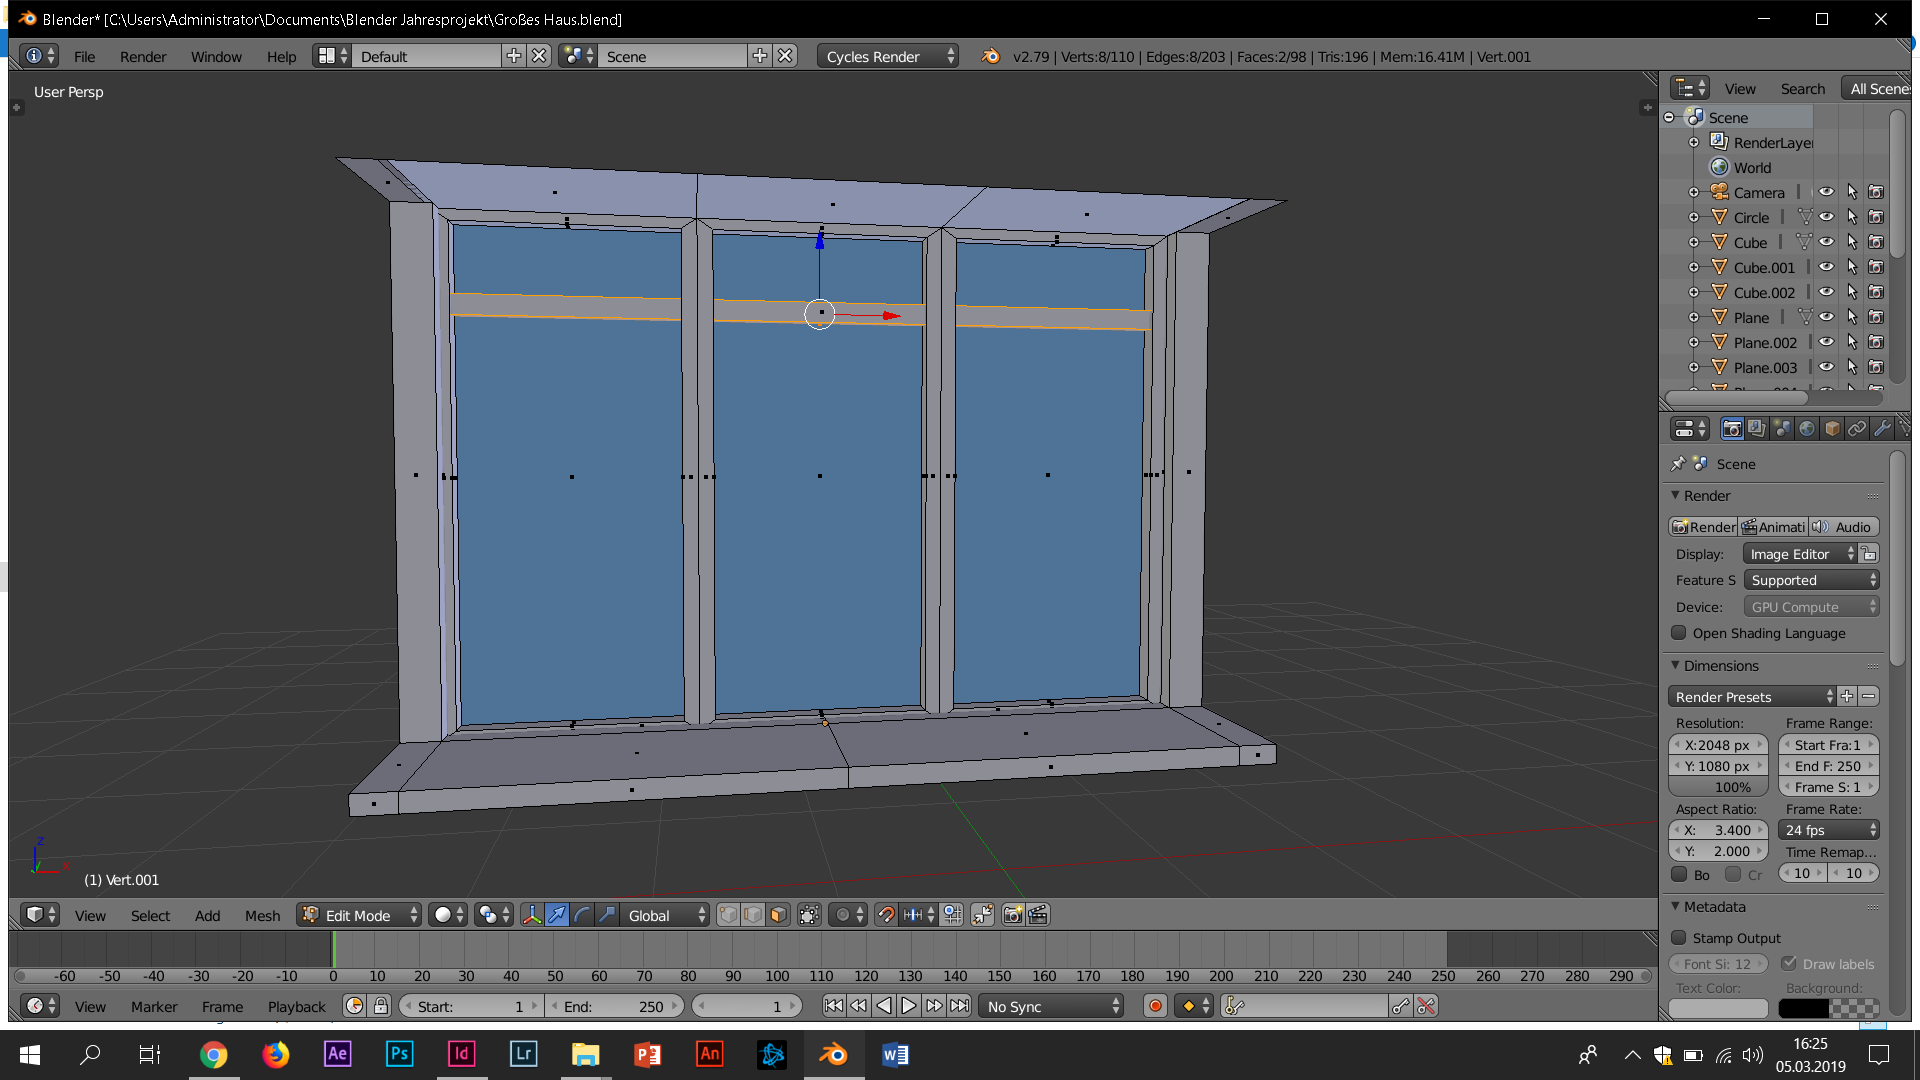 Blender* [C:\Users\Administrator\Documents\Blender Jahresprojekt\Großes Haus.blend]
File Render Window Help Default Scene Cycles Render v2.79 | Verts:8/110 | Edges:8/203 | Faces:2/98 | Tris:196 | Mem:16.41M | Vert.001
User Persp
View Search All Scene
Scene
RenderLayer
World
Camera
Circle
Cube
Cube.001
Cube.002
Plane
Plane.002
Plane.003
Scene
Render
Render Animati Audio
Display: Image Editor
Feature S Supported
Device: GPU Compute
Open Shading Language
Dimensions
Render Presets
Resolution: Frame Range:
X:2048 px Start Fra:1
Y: 1080 px End F: 250
100% Frame S: 1
Aspect Ratio: Frame Rate:
X: 3.400 24 fps
Y: 2.000 Time Remap...
Bo Cr 10 10
Metadata
Stamp Output
Font Si: 12 Draw labels
Text Color: Background:
z
x
(1) Vert.001
View Select Add Mesh Edit Mode Global
-60 -50 -40 -30 -20 -10 0 10 20 30 40 50 60 70 80 90 100 110 120 130 140 150 160 170 180 190 200 210 220 230 240 250 260 270 280 290
View Marker Frame Playback Start: 1 End: 250 1 No Sync
Ae Ps Id Lr P An W
16:25
05.03.2019